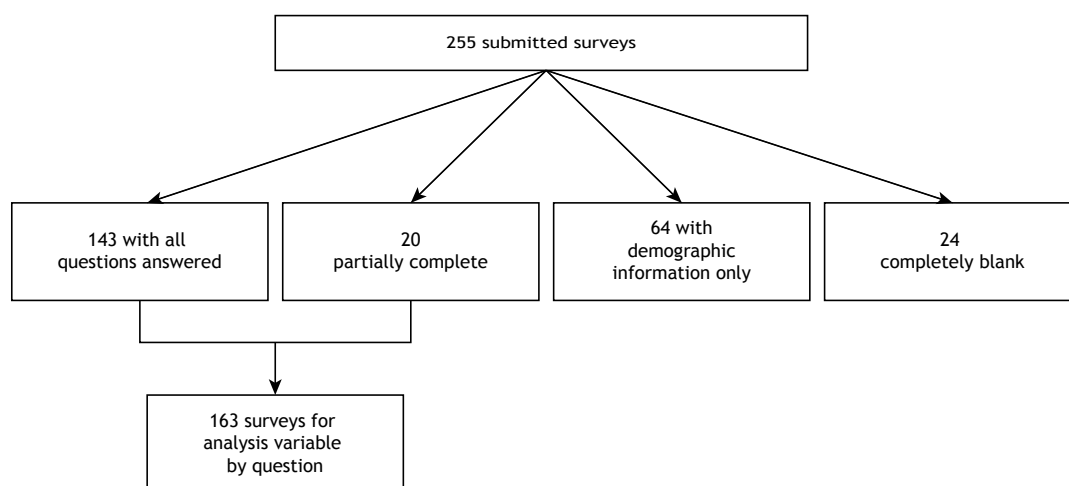 255 submitted surveys
143 with all
questions answered
20
partially complete
64 with
demographic
information only
24
completely blank
163 surveys for
analysis variable
by question